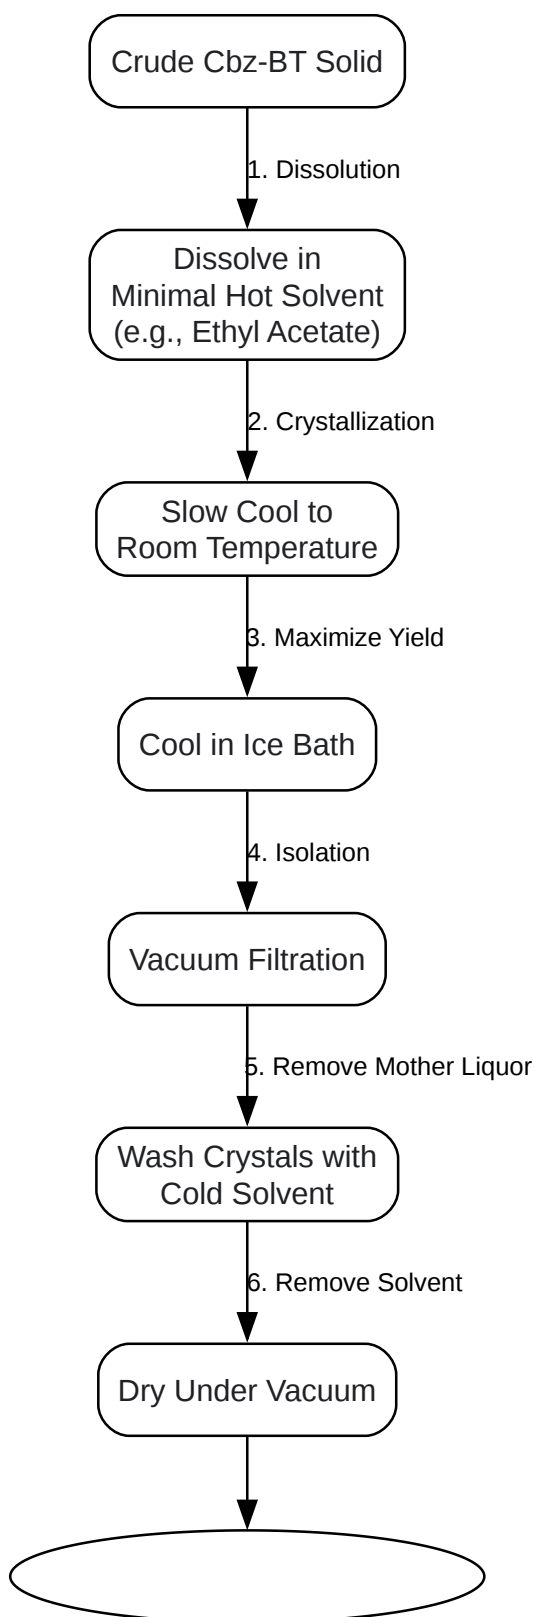 Crude Cbz-BT Solid
1. Dissolution
Dissolve in
Minimal Hot Solvent
(e.g., Ethyl Acetate)
2. Crystallization
Slow Cool to
Room Temperature
3. Maximize Yield
Cool in Ice Bath
4. Isolation
Vacuum Filtration
5. Remove Mother Liquor
Wash Crystals with
Cold Solvent
6. Remove Solvent
Dry Under Vacuum